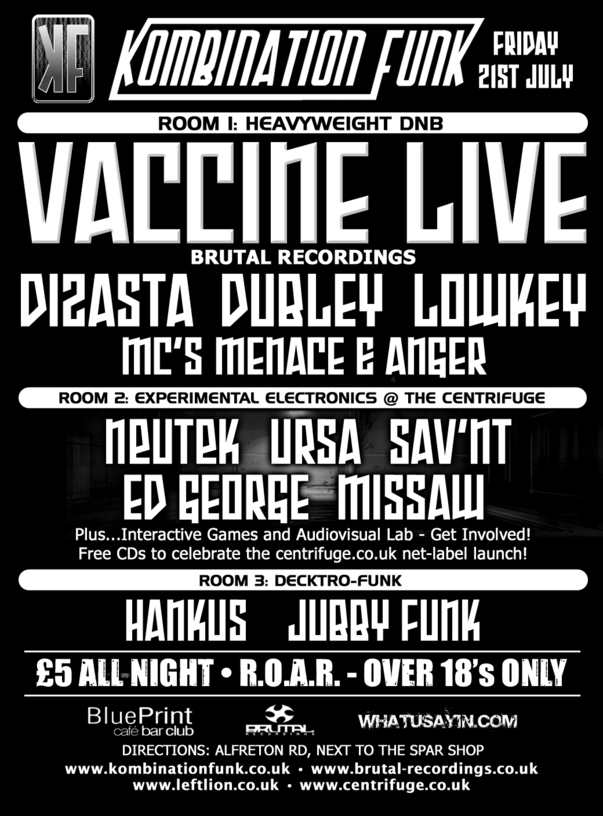 KF
KOMBINATION FUNK
FRIDAY
21ST JULY
ROOM 1: HEAVYWEIGHT DNB
VACCINE LIVE
BRUTAL RECORDINGS
DIZASTA DUBLEY LOWKEY
MC'S MENACE & ANGER
ROOM 2: EXPERIMENTAL ELECTRONICS @ THE CENTRIFUGE
NEUTEK URSA SAV'NT
ED GEORGE MISSAW
Plus...Interactive Games and Audiovisual Lab - Get Involved!
Free CDs to celebrate the centrifuge.co.uk net-label launch!
ROOM 3: DECKTRO-FUNK
HANKUS JUBBY FUNK
£5 ALL NIGHT • R.O.A.R. - OVER 18's ONLY
BluePrint
café bar club
BRUTAL
RECORDINGS
WHATUSAYIN.COM
DIRECTIONS: ALFRETON RD, NEXT TO THE SPAR SHOP
www.kombinationfunk.co.uk • www.brutal-recordings.co.uk
www.leftlion.co.uk • www.centrifuge.co.uk